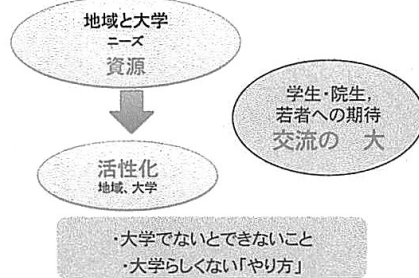 地域と大学
ニーズ
資源
学生・院生,
若者への期待
交流の　大
活性化
地域、大学
・大学でないとできないこと
・大学らしくない「やり方」